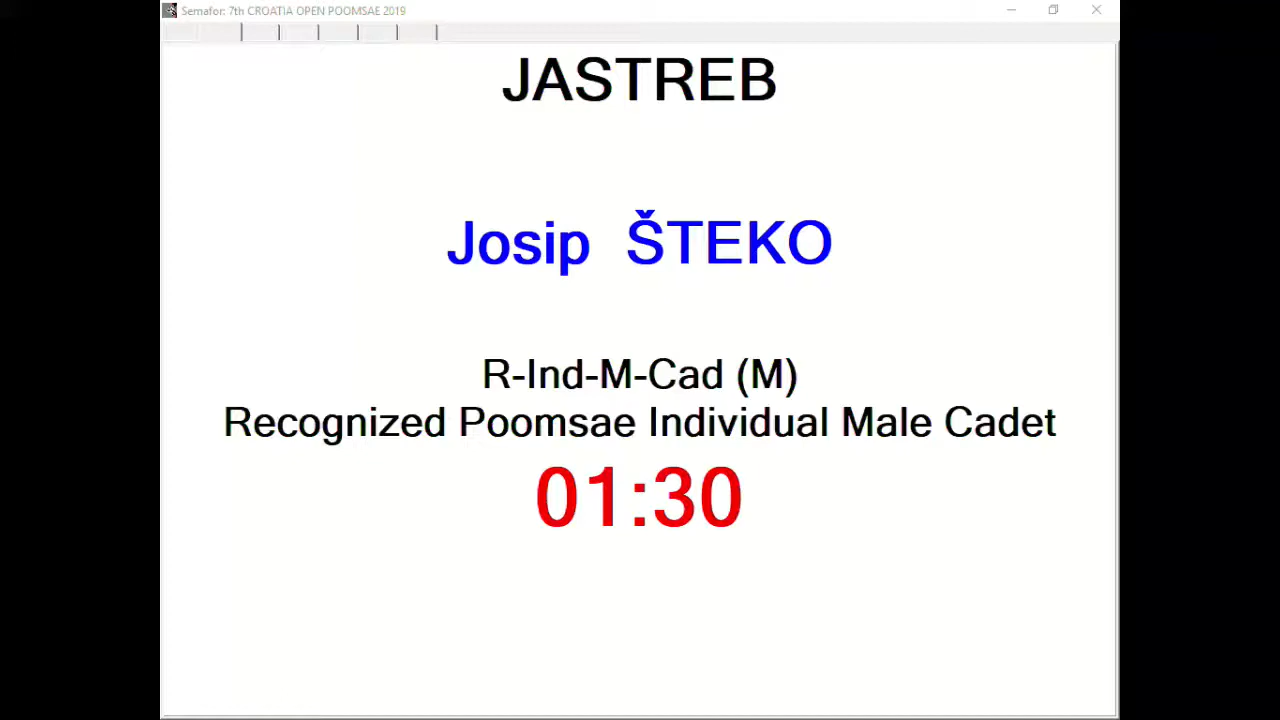 Semafor: 7th CROATIA OPEN POOMSAE 2019
JASTREB
Josip ŠTEKO
R-Ind-M-Cad (M)
Recognized Poomsae Individual Male Cadet
01:30